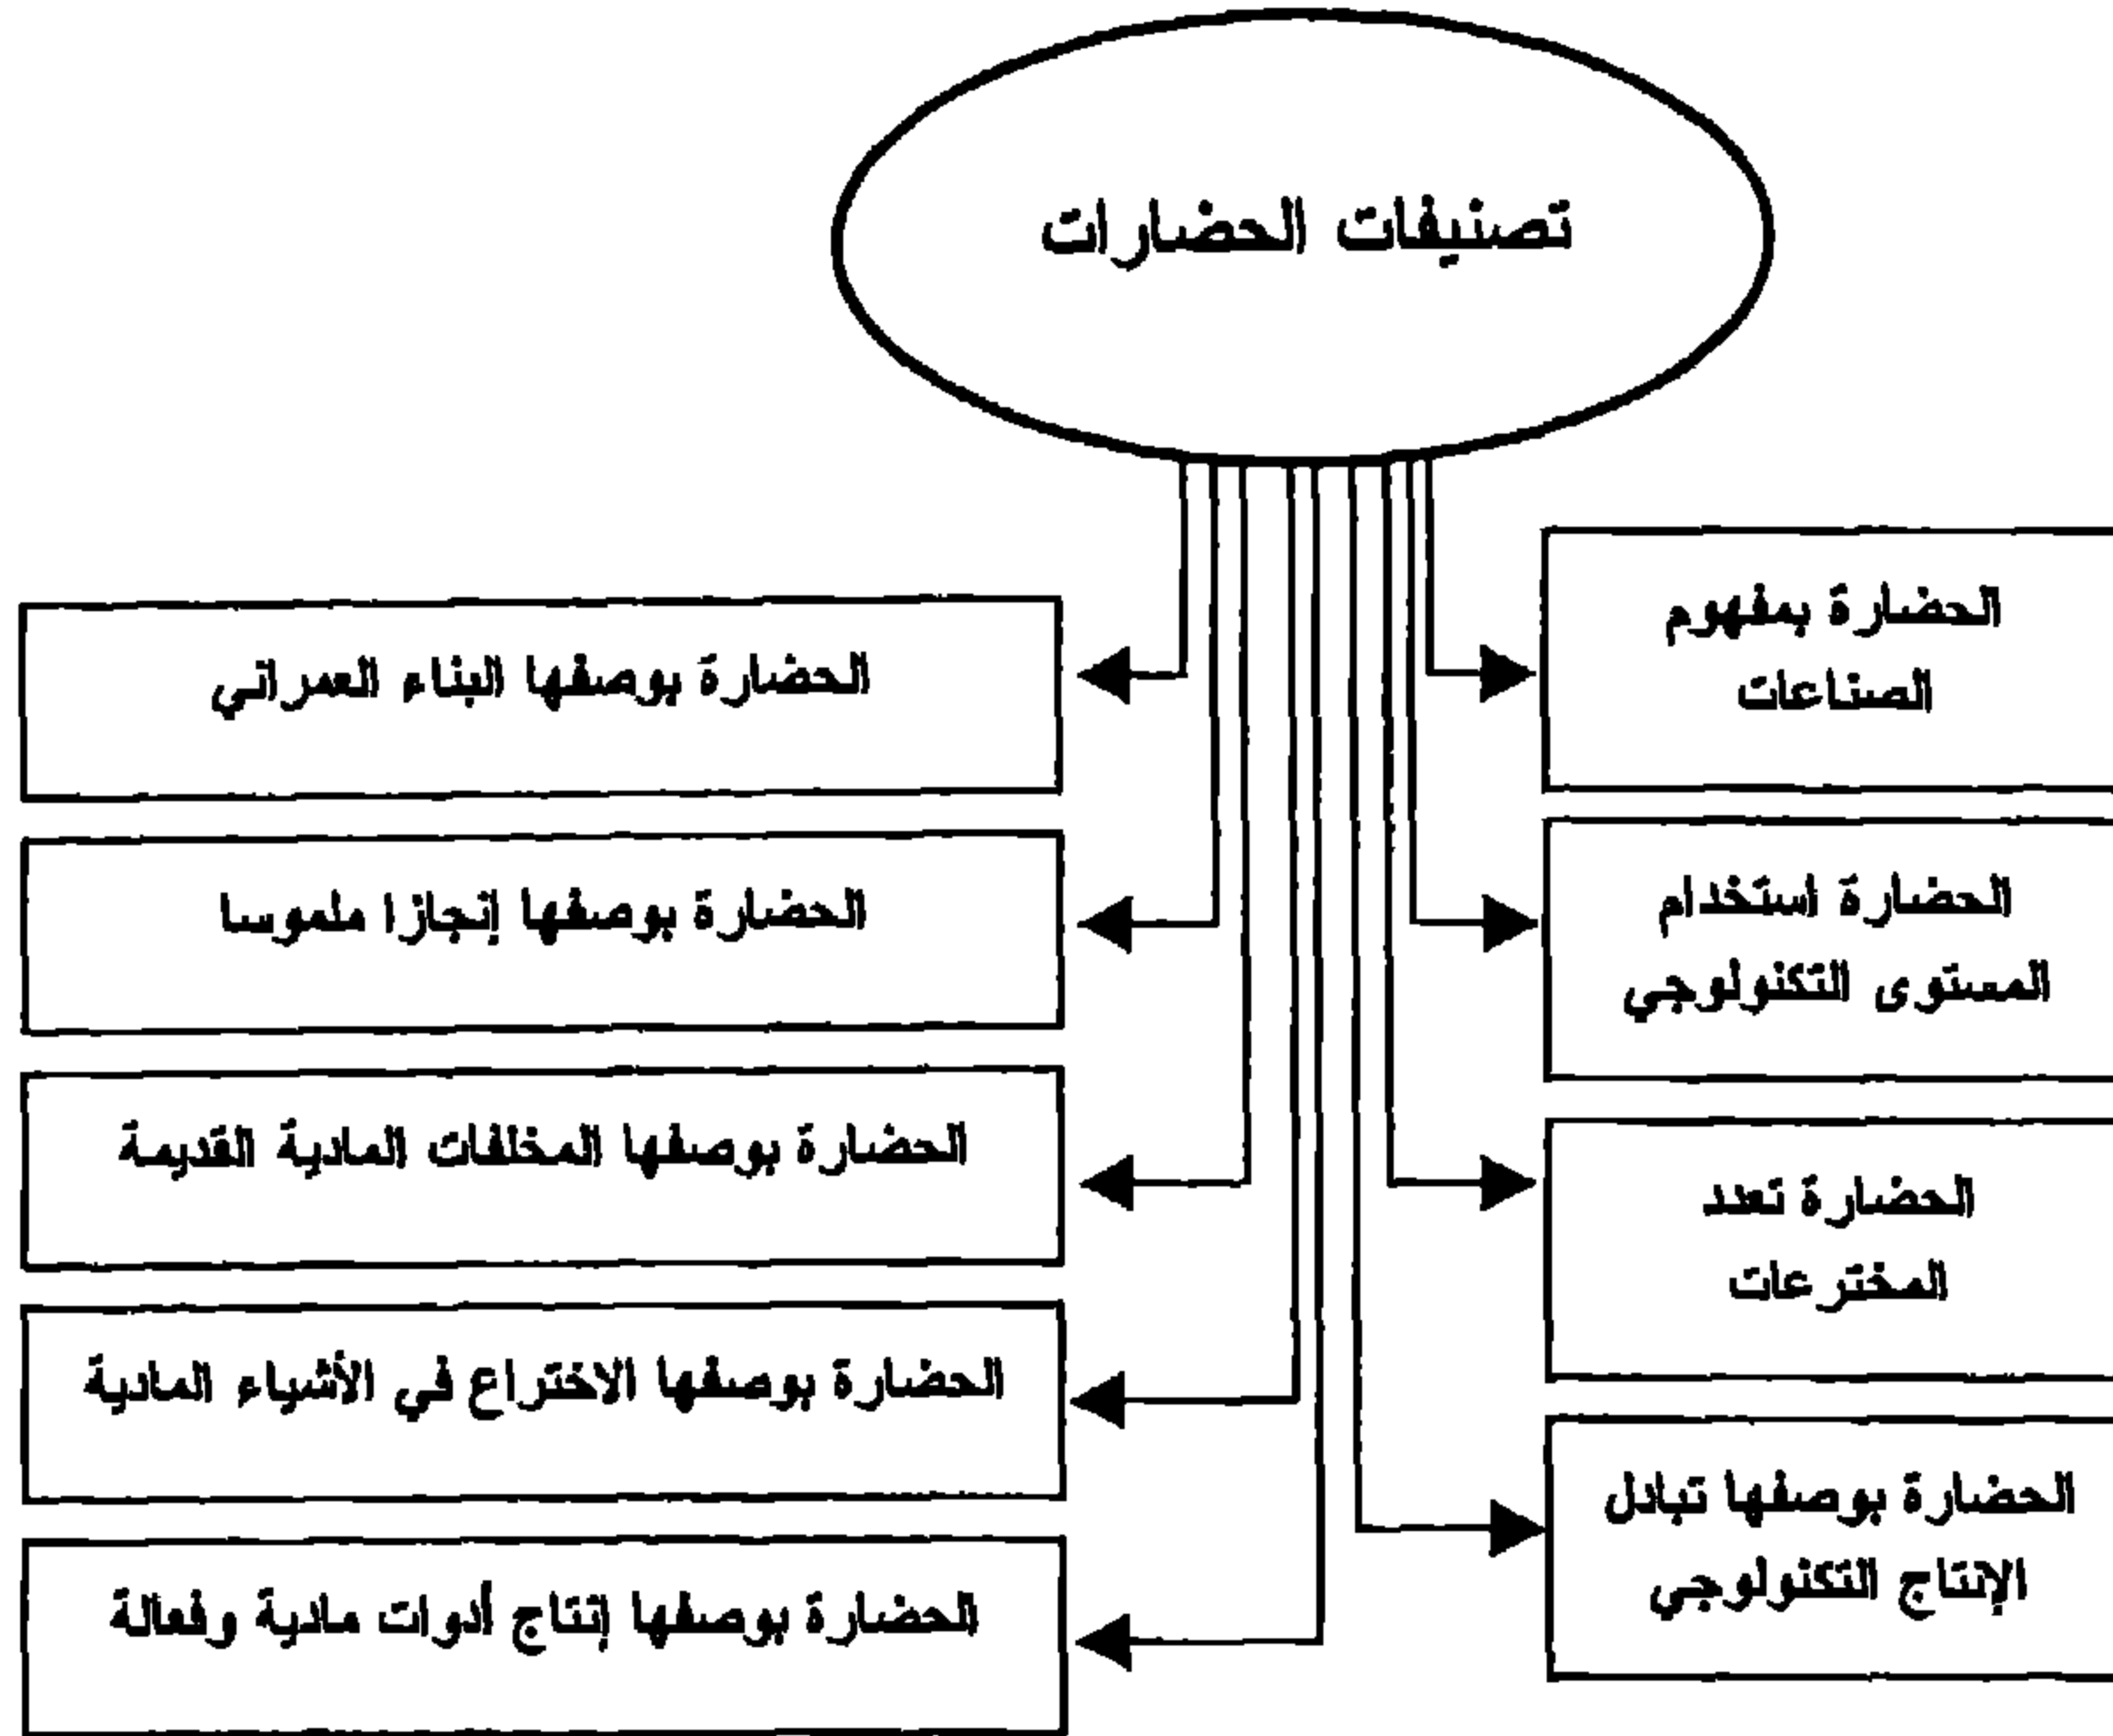 تصنيفات الحضارات
الحضارة بمفهوم
الصناعات
الحضارة استخدام
المستوى التكنولوجي
الحضارة تعدد
المخترعات
الحضارة بوصفها تبادل
الإنتاج التكنولوجي
الحضارة بوصفها البناء العمراني
الحضارة بوصفها إنجازا ملموسا
الحضارة بوصفها المخلفات المادية القديمة
الحضارة بوصفها الاختراع في الأشياء المادية
الحضارة بوصفها إنتاج أدوات مادية وفعالة